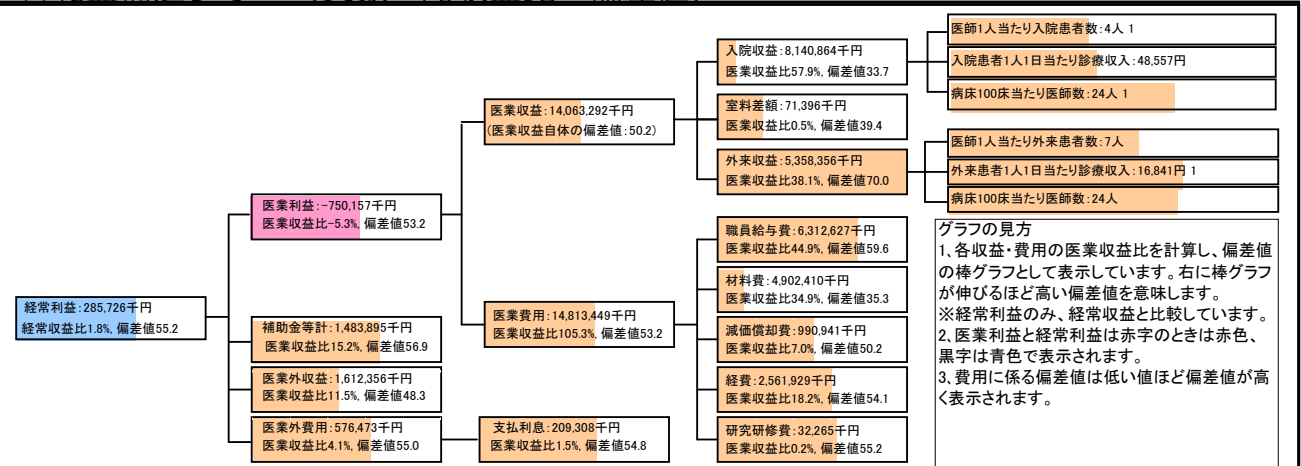 経常利益:285,726千円
経常収益比1.8%, 偏差値55.2
医業利益:-750,157千円
医業収益比-5.3%, 偏差値53.2
補助金等計:1,483,895千円
医業収益比15.2%, 偏差値56.9
医業外収益:1,612,356千円
医業収益比11.5%, 偏差値48.3
医業外費用:576,473千円
医業収益比4.1%, 偏差値55.0
支払利息:209,308千円
医業収益比1.5%, 偏差値54.8
医業収益:14,063,292千円
(医業収益自体の偏差値:50.2)
医業費用:14,813,449千円
医業収益比105.3%, 偏差値53.2
入院収益:8,140,864千円
医業収益比57.9%, 偏差値33.7
室料差額:71,396千円
医業収益比0.5%, 偏差値39.4
外来収益:5,358,356千円
医業収益比38.1%, 偏差値70.0
職員給与費:6,312,627千円
医業収益比44.9%, 偏差値59.6
材料費:4,902,410千円
医業収益比34.9%, 偏差値35.3
減価償却費:990,941千円
医業収益比7.0%, 偏差値50.2
経費:2,561,929千円
医業収益比18.2%, 偏差値54.1
研究研修費:32,265千円
医業収益比0.2%, 偏差値55.2
医師1人当たり入院患者数:4人 1
入院患者1人1日当たり診療収入:48,557円
病床100床当たり医師数:24人 1
医師1人当たり外来患者数:7人
外来患者1人1日当たり診療収入:16,841円 1
病床100床当たり医師数:24人
グラフの見方
1、各収益・費用の医業収益比を計算し、偏差値
の棒グラフとして表示しています。右に棒グラフ
が伸びるほど高い偏差値を意味します。
※経常利益のみ、経常収益と比較しています。
2、医業利益と経常利益は赤字のときは赤色、
黒字は青色で表示されます。
3、費用に係る偏差値は低い値ほど偏差値が高
く表示されます。